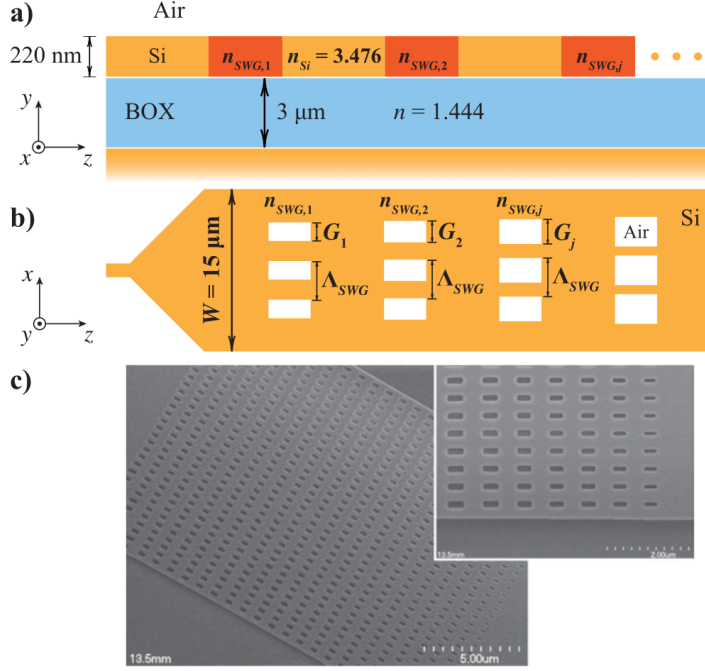 a)
Air
220 nm
Si
n_SWG,1
n_Si = 3.476
n_SWG,2
n_SWG,j
y
x
z
BOX
3 μm
n = 1.444
b)
n_SWG,1
n_SWG,2
n_SWG,j
Si
W = 15 μm
G_1
G_2
G_j
Air
x
y
z
Λ_SWG
Λ_SWG
Λ_SWG
c)
13.5mm
2.00um
13.5mm
5.00um